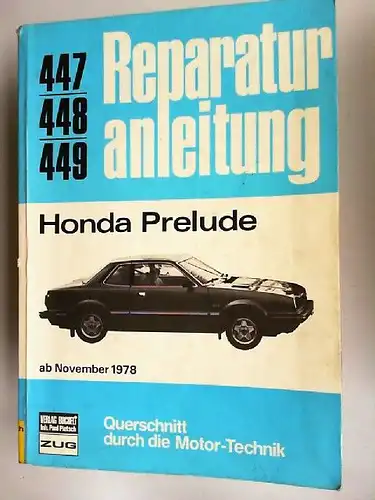 447
448
449
Reparatur
anleitung
Honda Prelude
ab November 1978
VERLAG BUCHELI
Inh. Paul Pietsch
ZUG
Querschnitt
durch die Motor-Technik